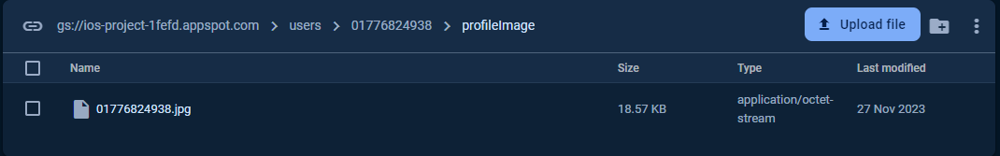 gs://ios-project-1fefd.appspot.com > users > 01776824938 > profileImage Upload file
Name Size Type Last modified
01776824938.jpg 18.57 KB application/octet-stream 27 Nov 2023